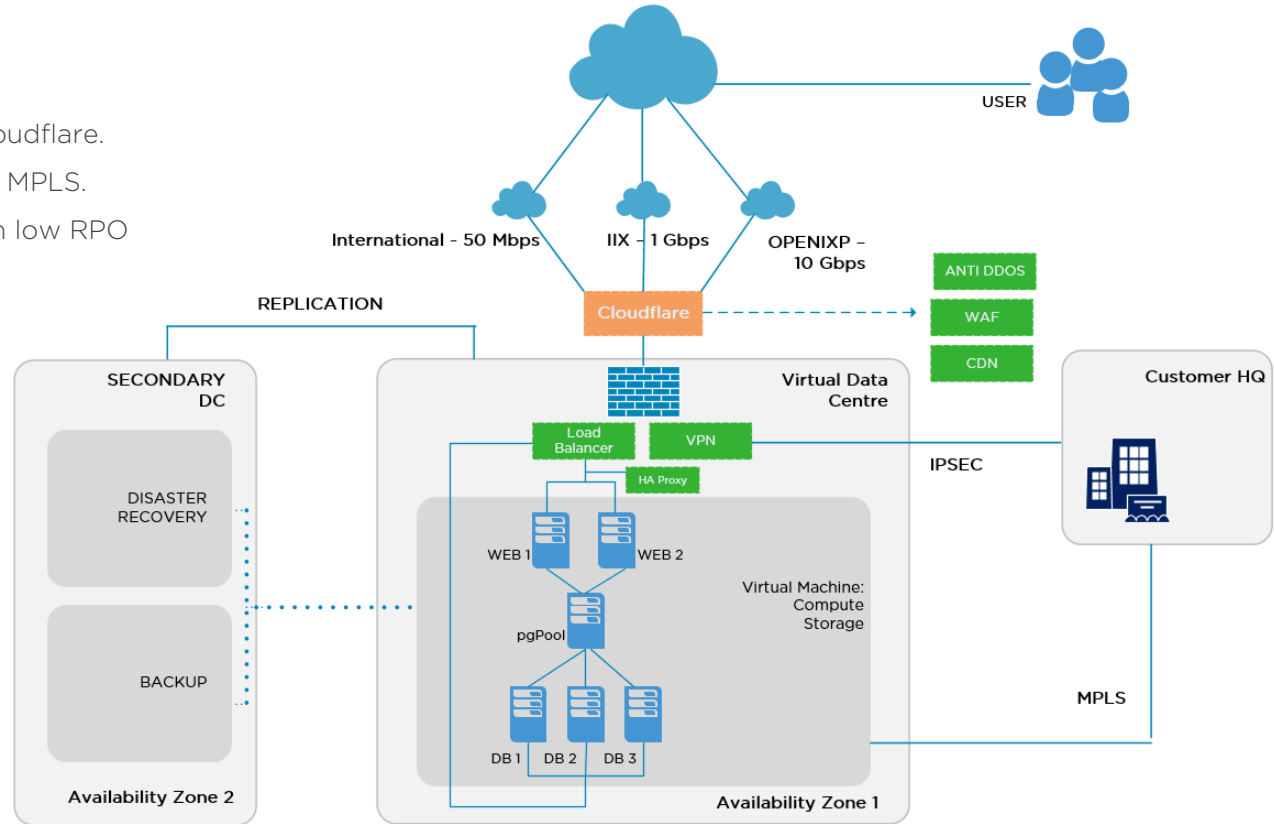 oudflare.
MPLS.
n low RPO
USER
International - 50 Mbps
IIX – 1 Gbps
OPENIXP –
10 Gbps
ANTI DDOS
WAF
CDN
Cloudflare
REPLICATION
SECONDARY
DC
DISASTER
RECOVERY
BACKUP
Availability Zone 2
Virtual Data
Centre
Load
Balancer
VPN
HA Proxy
WEB 1
WEB 2
pgPool
Virtual Machine:
Compute
Storage
DB 1
DB 2
DB 3
Availability Zone 1
IPSEC
Customer HQ
MPLS